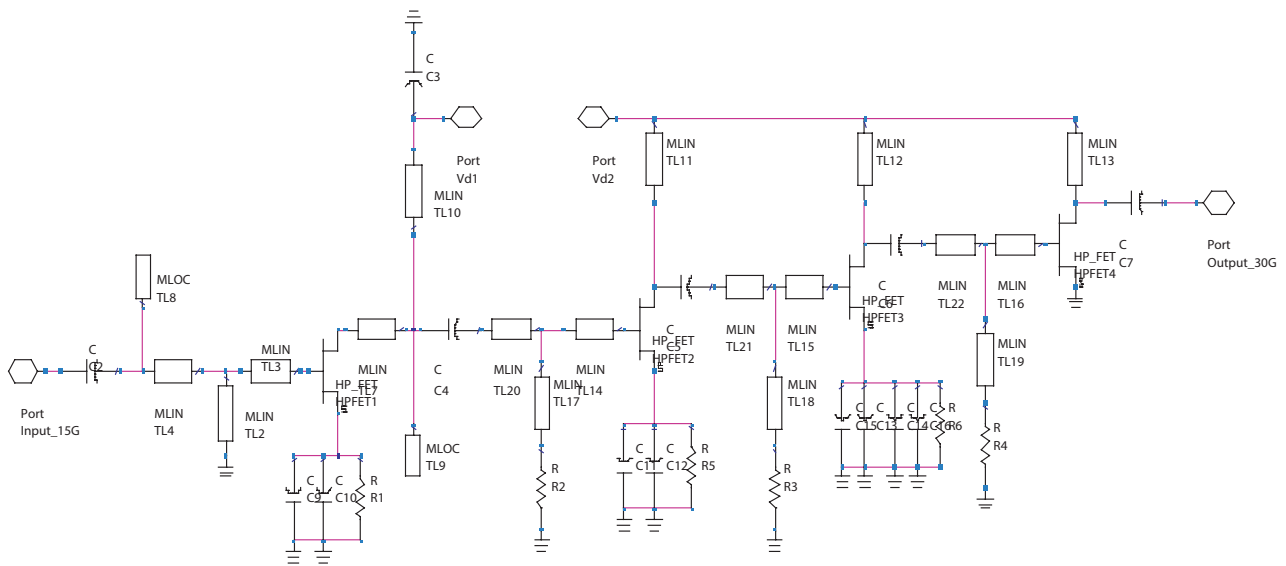 C
C3
Port
Vd1
MLIN
TL10
Port
Vd2
MLIN
TL11
MLIN
TL12
MLIN
TL13
MLOC
TL8
C
C2
MLIN
TL4
MLIN
TL2
MLIN
TL3
Port
Input_15G
HP_FET
HPFET1
MLIN
TL7
C
C4
MLOC
TL9
MLIN
TL20
MLIN
TL17
MLIN
TL14
R
R2
C
C5
HP_FET
HPFET2
C
C9
C
C10
R
R1
C
C11
C
C12
R
R5
MLIN
TL21
MLIN
TL15
MLIN
TL18
R
R3
C
C6
HP_FET
HPFET3
C
C15
C
C13
C
C14
C
C16
R
R6
MLIN
TL22
MLIN
TL16
MLIN
TL19
R
R4
HP_FET
HPFET4
C
C7
Port
Output_30G